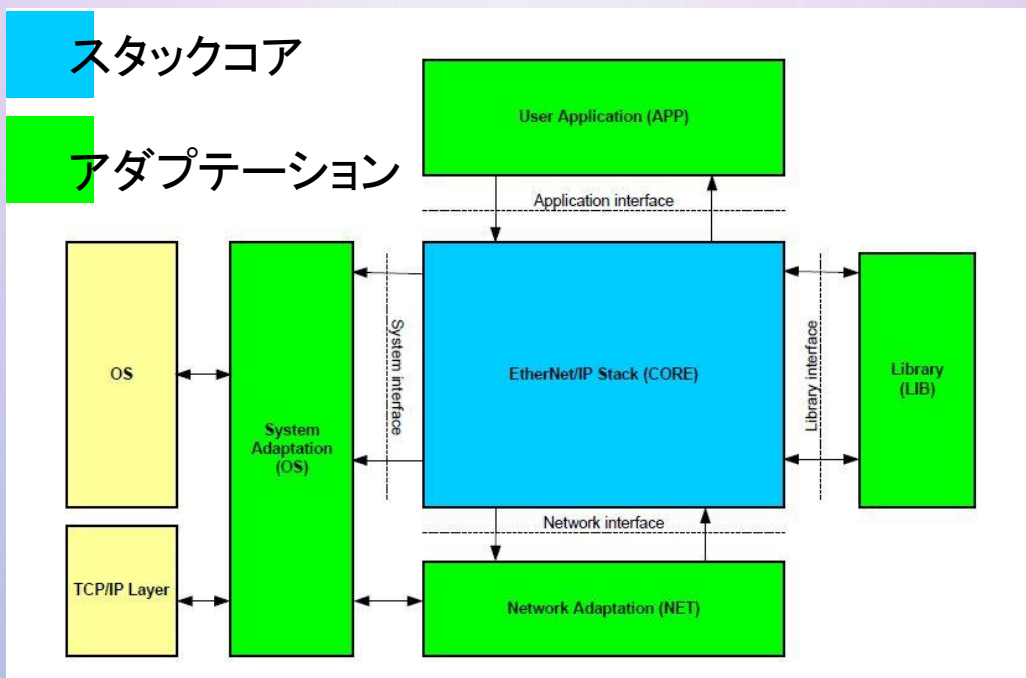 スタックコア
アダプテーション
User Application (APP)
Application interface
OS
System
Adaptation
(OS)
System interface
EtherNet/IP Stack (CORE)
Library interface
Library
(LIB)
Network interface
TCP/IP Layer
Network Adaptation (NET)